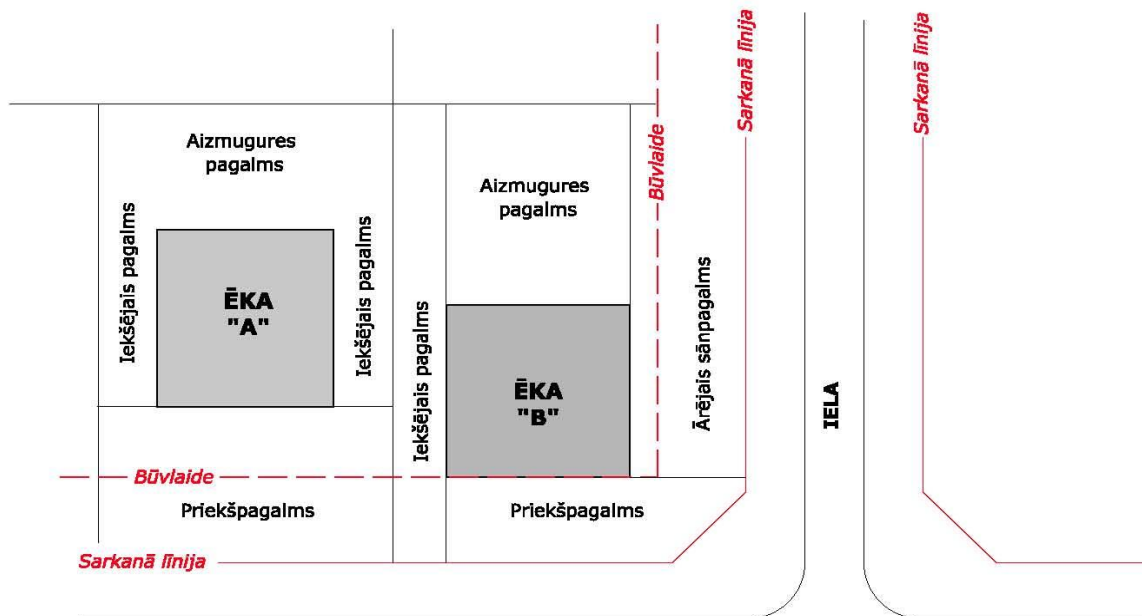 Sarkanā līnija
Sarkanā līnija
Aizmugures
pagalms
Būvlaide
Aizmugures
pagalms
Iekšējais pagalms
Iekšējais pagalms
ĒKA
"A"
Iekšējais pagalms
ĒKA
"B"
Ārējais sānpagalms
IELA
Būvlaide
Priekšpagalms
Priekšpagalms
Sarkanā līnija